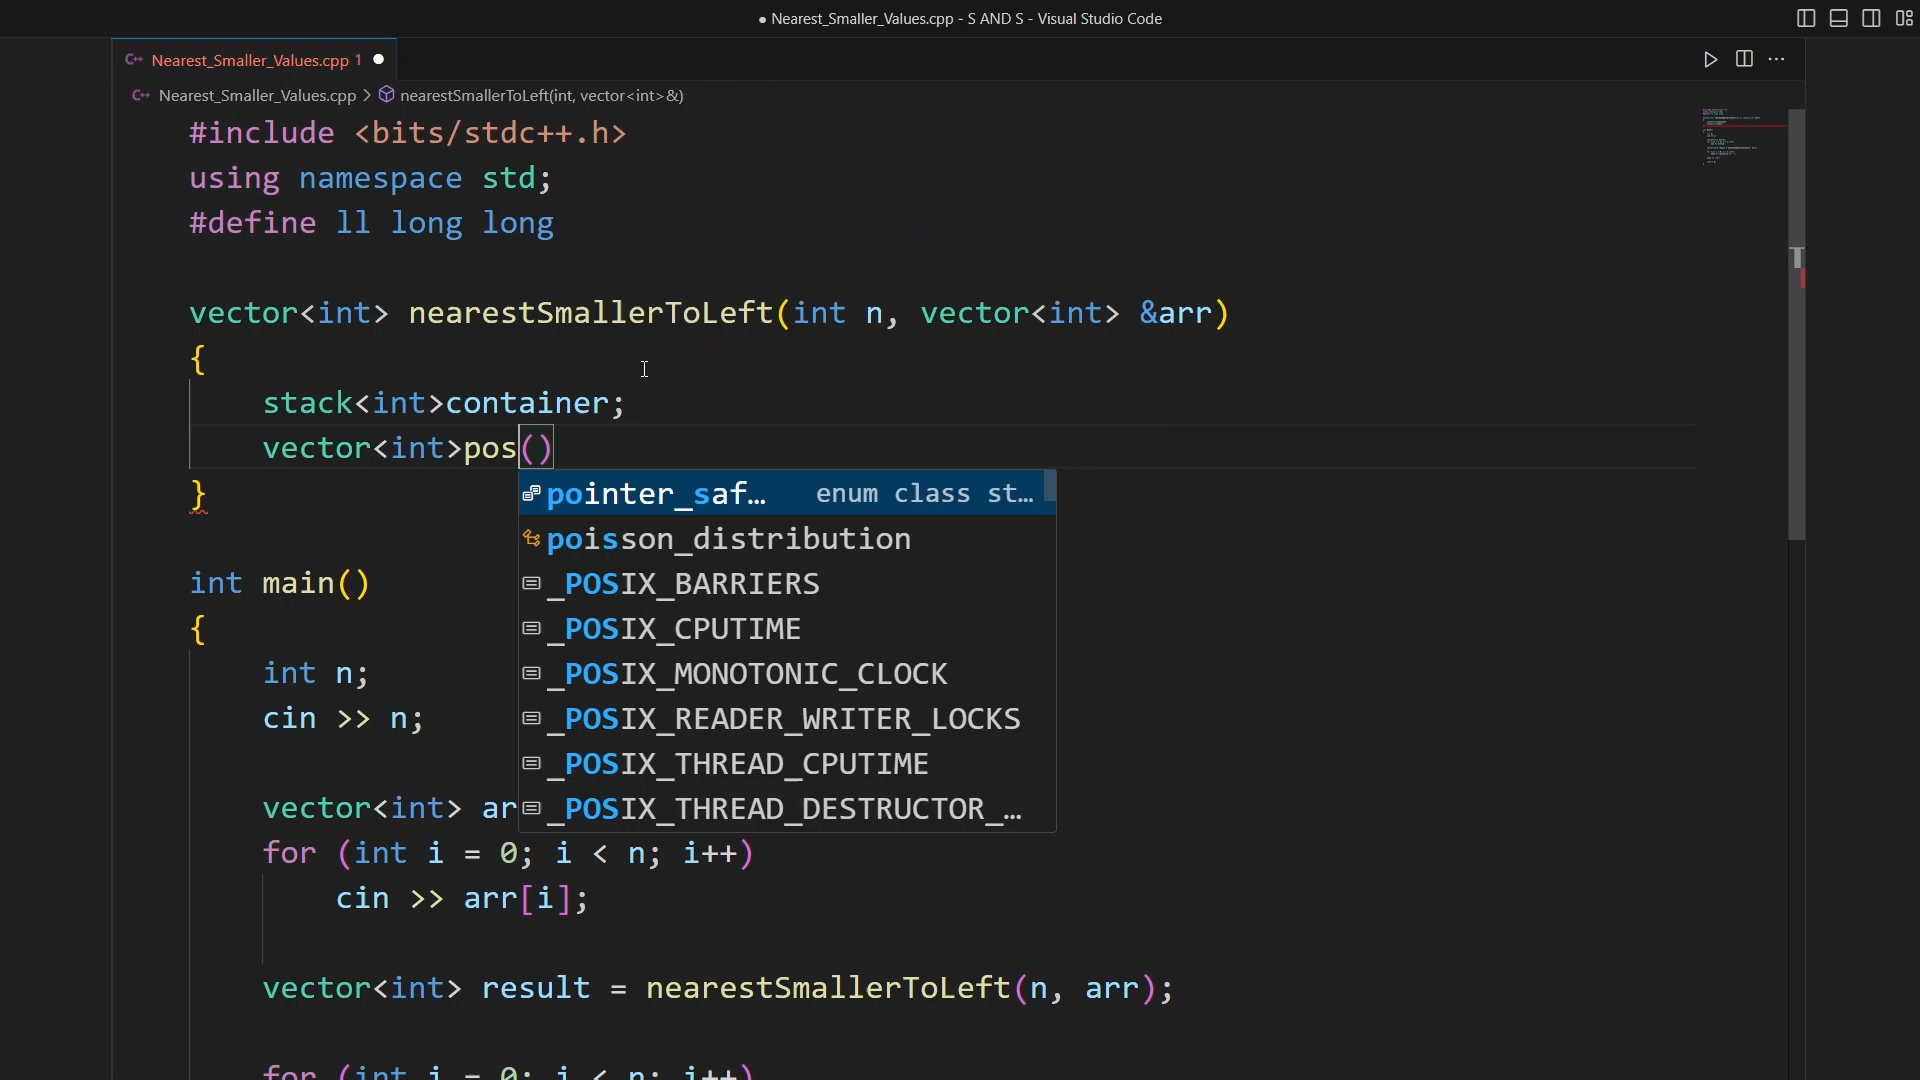 ● Nearest_Smaller_Values.cpp - S AND S - Visual Studio Code
C++ Nearest_Smaller_Values.cpp 1 ●
C++ Nearest_Smaller_Values.cpp > nearestSmallerToLeft(int, vector<int>&)
#include <bits/stdc++.h>
using namespace std;
#define ll long long
vector<int> nearestSmallerToLeft(int n, vector<int> &arr)
{
stack<int>container;
vector<int>pos()
}
pointer_saf… enum class st…
poisson_distribution
_POSIX_BARRIERS
_POSIX_CPUTIME
_POSIX_MONOTONIC_CLOCK
_POSIX_READER_WRITER_LOCKS
_POSIX_THREAD_CPUTIME
_POSIX_THREAD_DESTRUCTOR_…
int main()
{
int n;
cin >> n;
vector<int> ar
for (int i = 0; i < n; i++)
cin >> arr[i];
vector<int> result = nearestSmallerToLeft(n, arr);
for (int i = 0; i < n; i++)